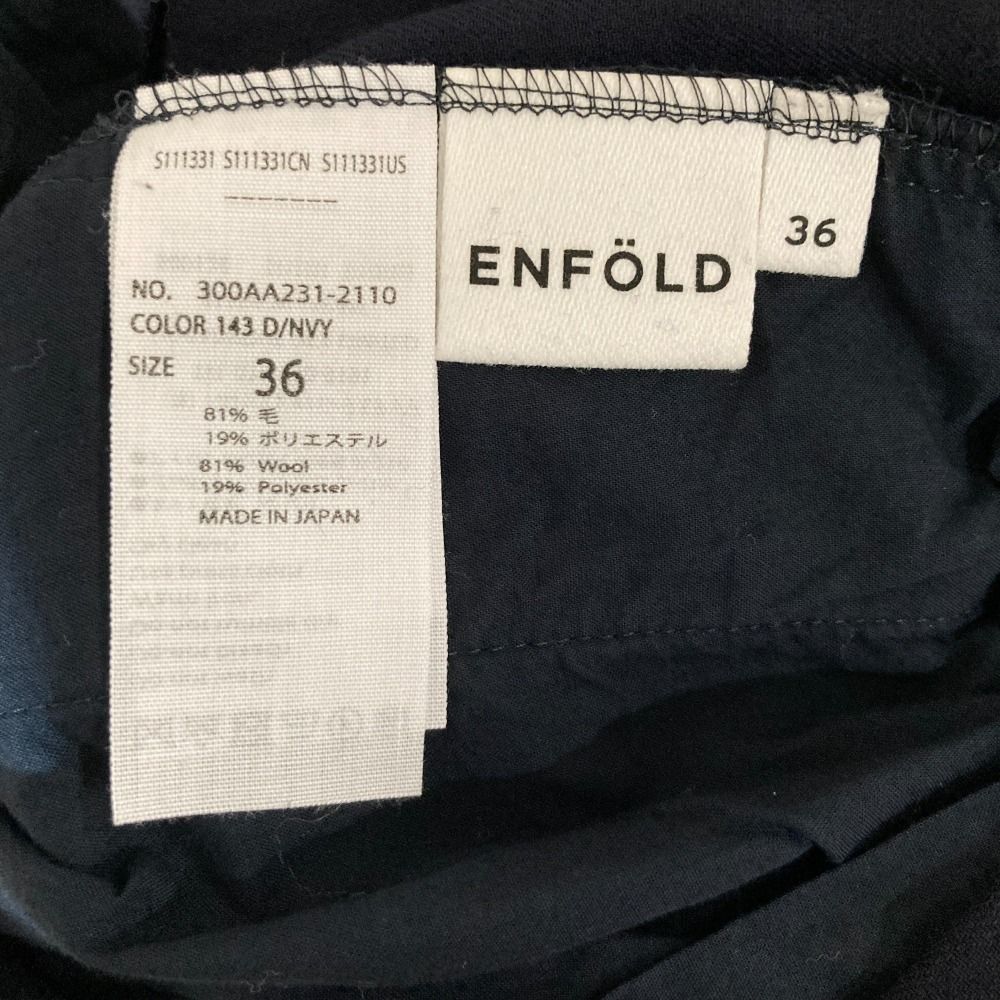 S111331 S111331CN S111331US
-------
NO. 300AA231-2110
COLOR 143 D/NVY
SIZE 36
81% 毛
19% ポリエステル
81% Wool
19% Polyester
MADE IN JAPAN
ENFÖLD
36